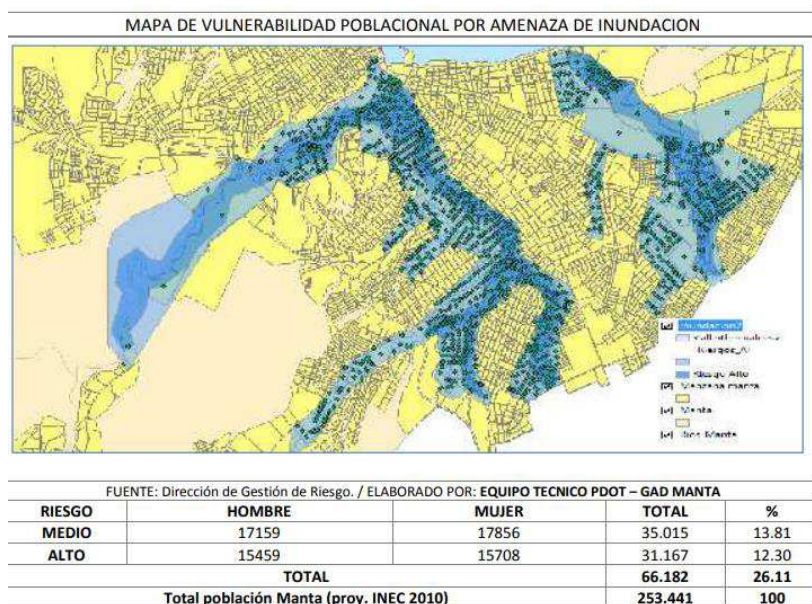 MAPA DE VULNERABILIDAD POBLACIONAL POR AMENAZA DE INUNDACION
Riesgo Alto
Manta
Rios Manta
FUENTE: Dirección de Gestión de Riesgo. / ELABORADO POR: EQUIPO TECNICO PDOT – GAD MANTA
RIESGO HOMBRE MUJER TOTAL %
MEDIO 17159 17856 35.015 13.81
ALTO 15459 15708 31.167 12.30
TOTAL 66.182 26.11
Total población Manta (proy. INEC 2010) 253.441 100